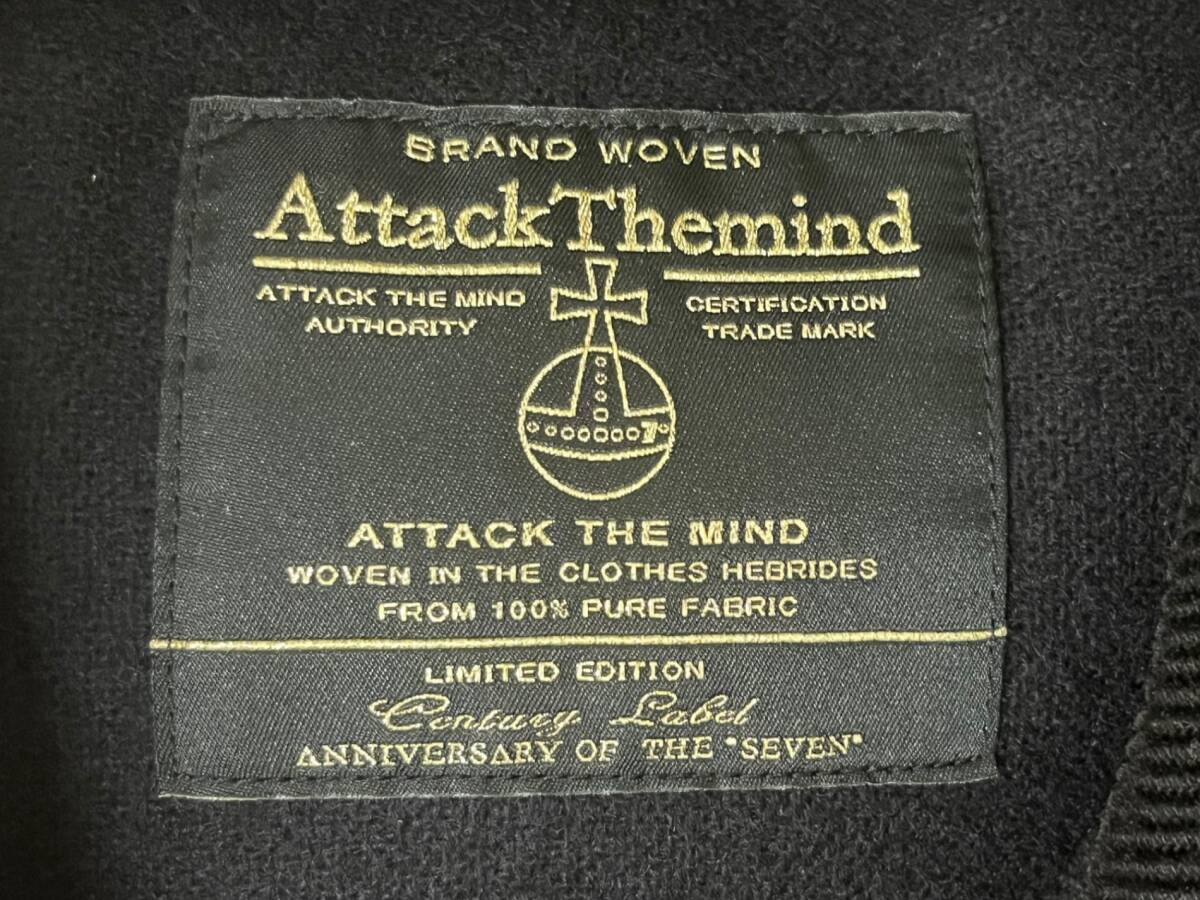 BRAND WOVEN
AttackThemind
ATTACK THE MIND
AUTHORITY
CERTIFICATION
TRADE MARK
7
ATTACK THE MIND
WOVEN IN THE CLOTHES HEBRIDES
FROM 100% PURE FABRIC
LIMITED EDITION
Century Label
ANNIVERSARY OF THE "SEVEN"